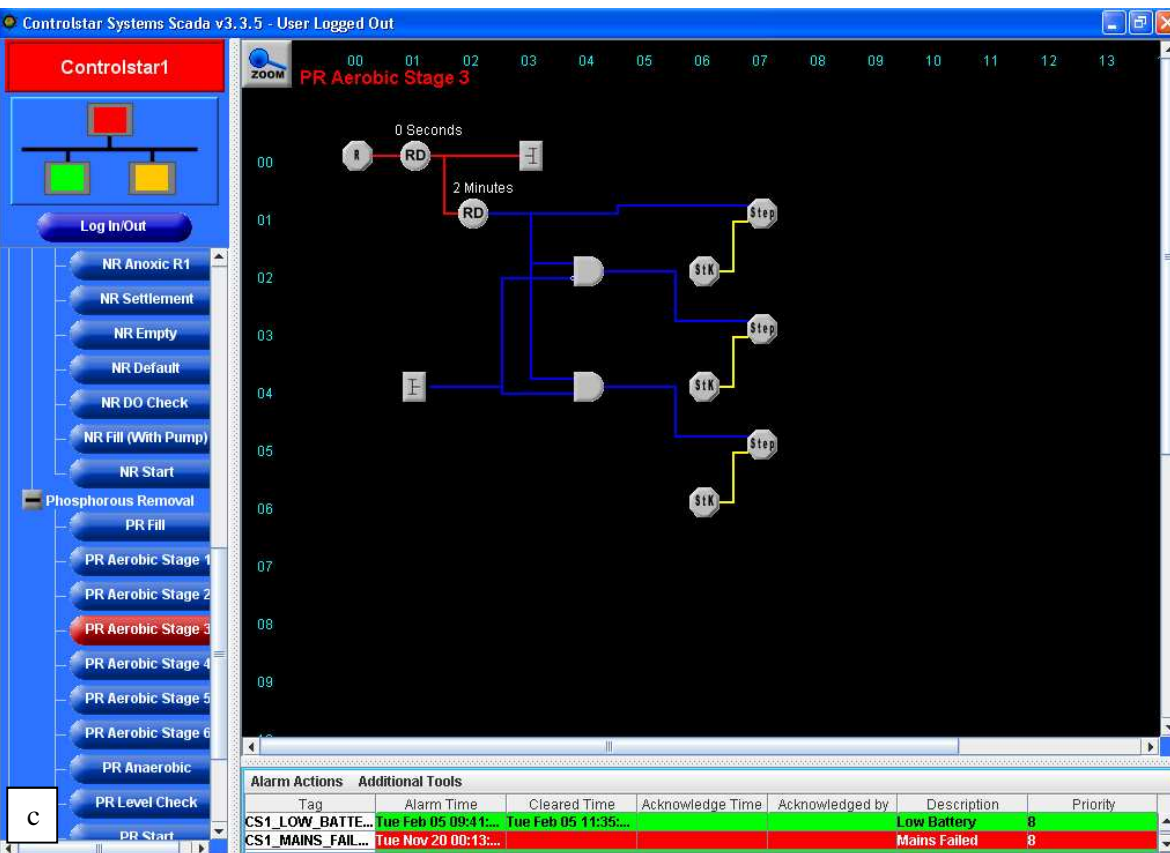 Controlstar Systems Scada v3.3.5 - User Logged Out
Controlstar1
Log In/Out
NR Anoxic R1
NR Settlement
NR Empty
NR Default
NR DO Check
NR Fill (With Pump)
NR Start
Phosphorous Removal
PR Fill
PR Aerobic Stage 1
PR Aerobic Stage 2
PR Aerobic Stage 3
PR Aerobic Stage 4
PR Aerobic Stage 5
PR Aerobic Stage 6
PR Anaerobic
PR Level Check
PR Start
c
ZOOM
00 01 02 03 04 05 06 07 08 09 10 11 12 13
PR Aerobic Stage 3
0 Seconds
00 R RD
2 Minutes
01 RD Step
02 StK
03 Step
04 StK
05 Step
06 StK
07
08
09
Alarm Actions Additional Tools
Tag Alarm Time Cleared Time Acknowledge Time Acknowledged by Description Priority
CS1_LOW_BATTE... Tue Feb 05 09:41:... Tue Feb 05 11:35:... Low Battery 8
CS1_MAINS_FAIL... Tue Nov 20 00:13:... Mains Failed 8